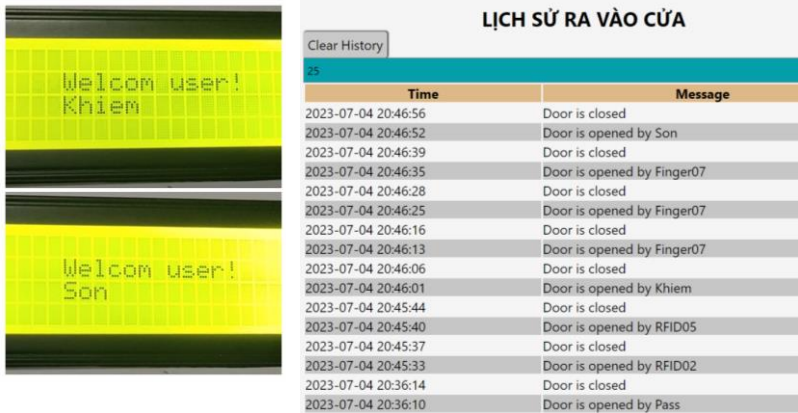 Welcom user!
Khiem
Welcom user!
Son
LỊCH SỬ RA VÀO CỬA
Clear History
25
Time Message
2023-07-04 20:46:56 Door is closed
2023-07-04 20:46:52 Door is opened by Son
2023-07-04 20:46:39 Door is closed
2023-07-04 20:46:35 Door is opened by Finger07
2023-07-04 20:46:28 Door is closed
2023-07-04 20:46:25 Door is opened by Finger07
2023-07-04 20:46:16 Door is closed
2023-07-04 20:46:13 Door is opened by Finger07
2023-07-04 20:46:06 Door is closed
2023-07-04 20:46:01 Door is opened by Khiem
2023-07-04 20:45:44 Door is closed
2023-07-04 20:45:40 Door is opened by RFID05
2023-07-04 20:45:37 Door is closed
2023-07-04 20:45:33 Door is opened by RFID02
2023-07-04 20:36:14 Door is closed
2023-07-04 20:36:10 Door is opened by Pass